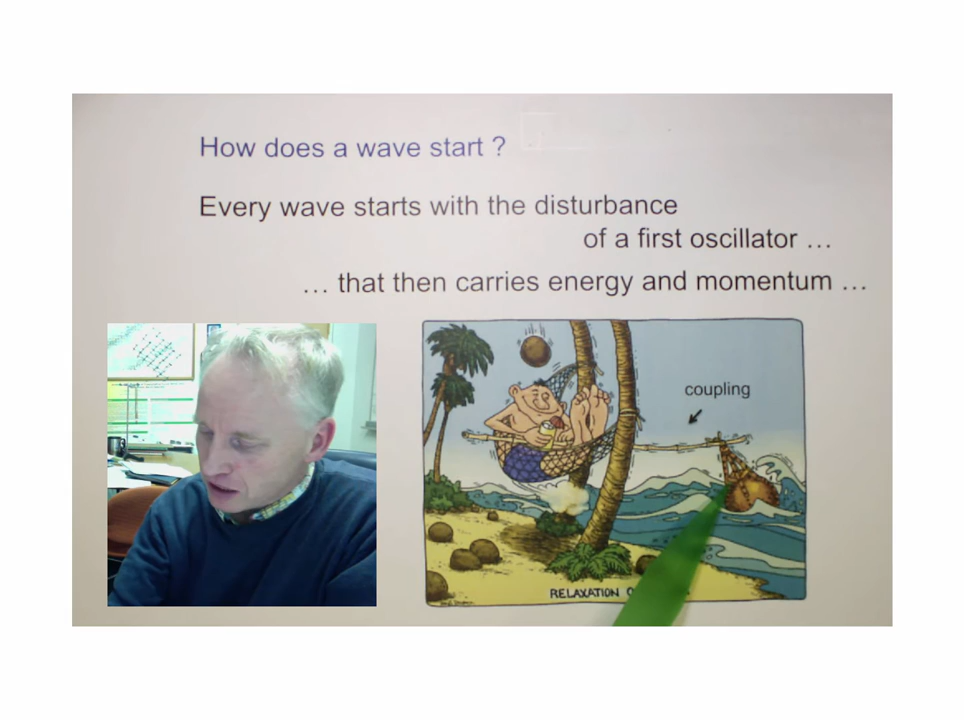 How does a wave start ?
Every wave starts with the disturbance
of a first oscillator …
… that then carries energy and momentum …
coupling
RELAXATION